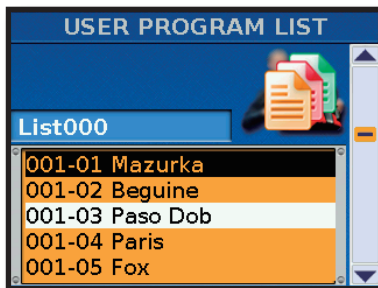 USER PROGRAM LIST
List000
001-01 Mazurka
001-02 Beguine
001-03 Paso Dob
001-04 Paris
001-05 Fox